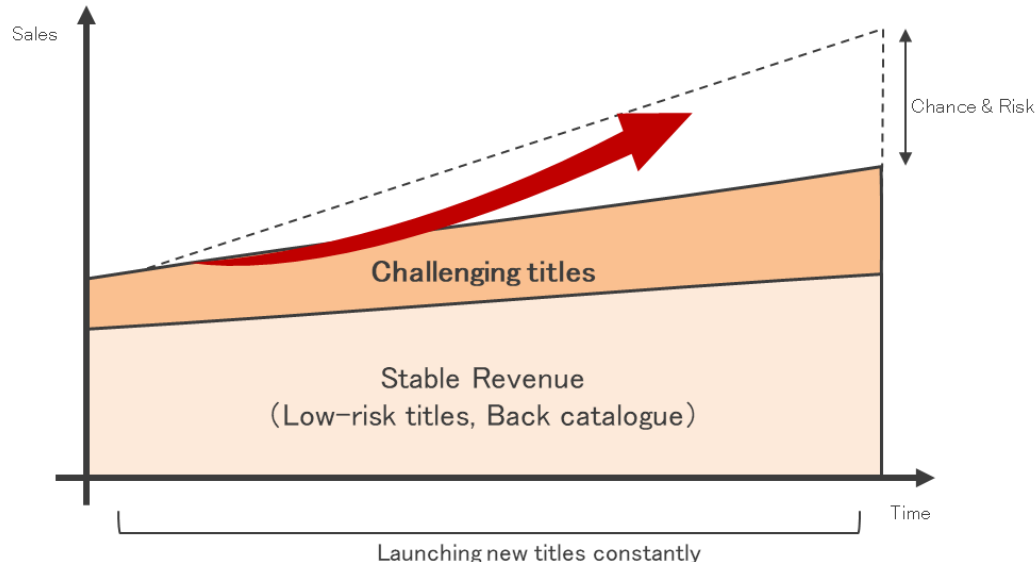 Sales
Chance & Risk
Challenging titles
Stable Revenue
（Low-risk titles, Back catalogue）
Time
Launching new titles constantly